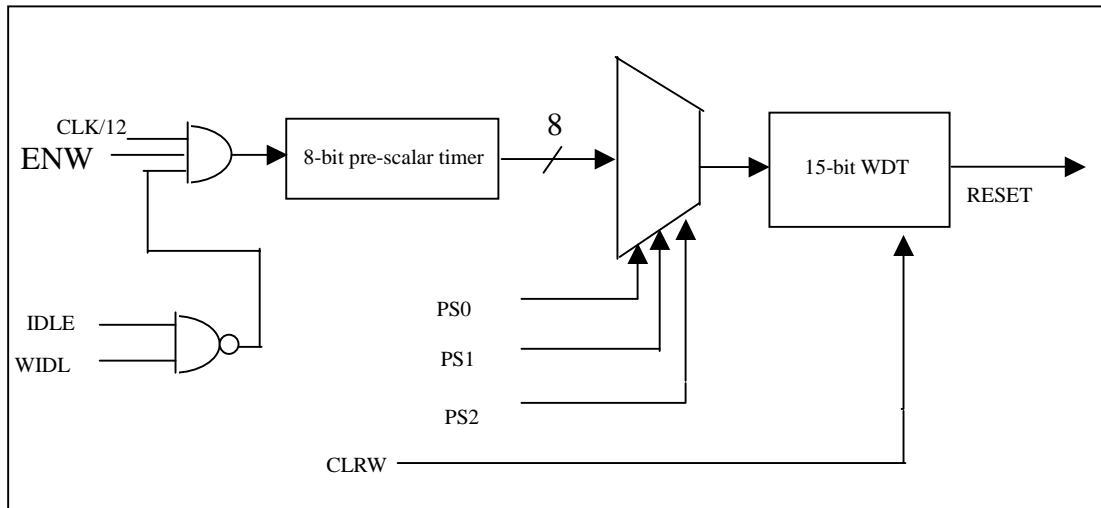 CLK/12
ENW
8-bit pre-scalar timer
8
15-bit WDT
RESET
IDLE
WIDL
PS0
PS1
PS2
CLRW